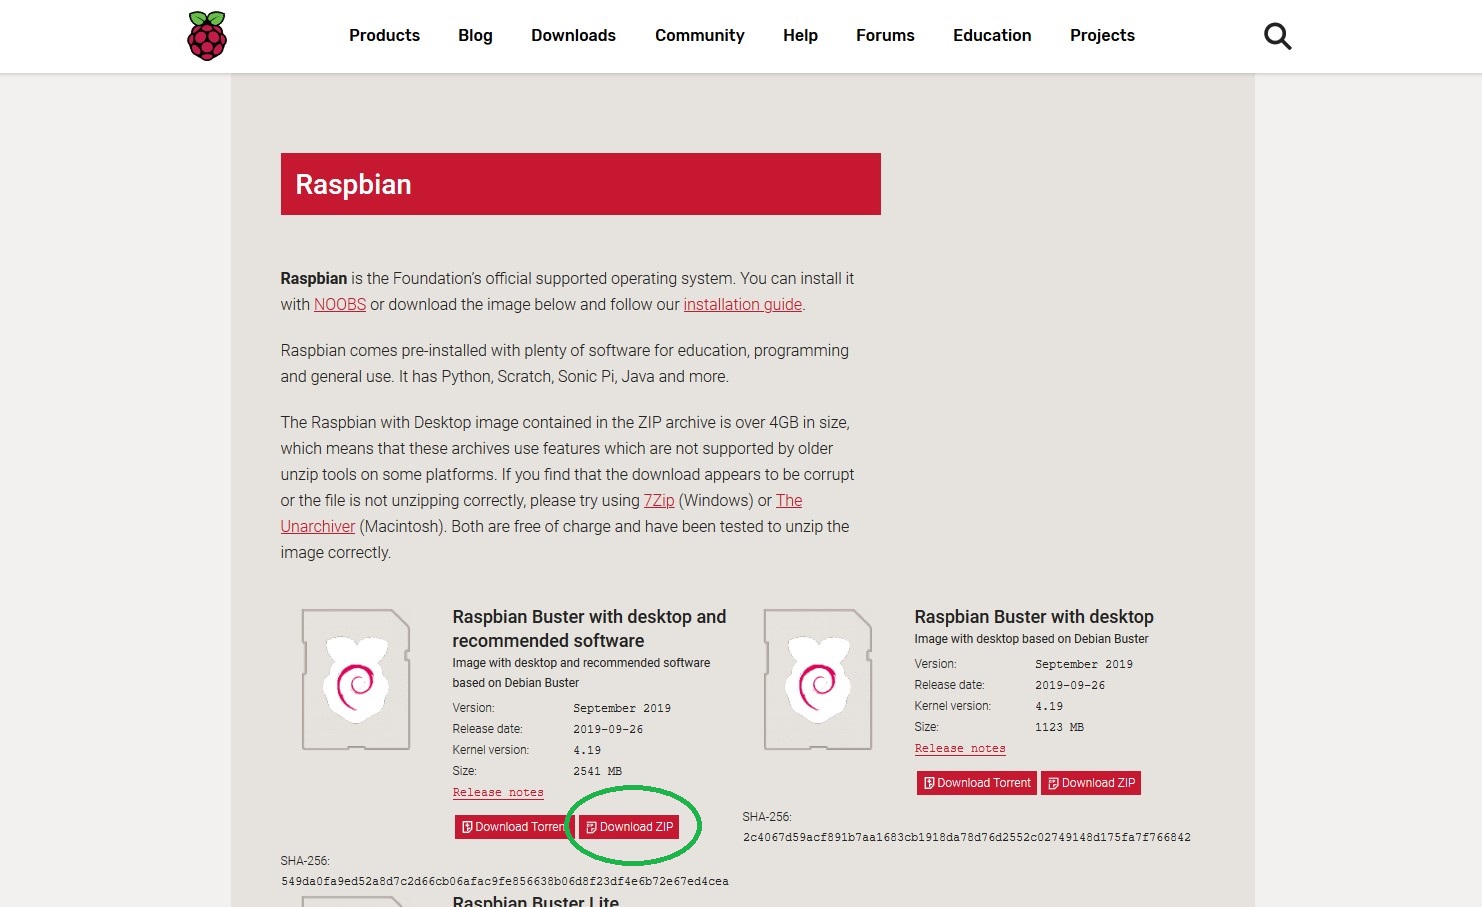 Products Blog Downloads Community Help Forums Education Projects
Raspbian
Raspbian is the Foundation’s official supported operating system. You can install it
with NOOBS or download the image below and follow our installation guide.
Raspbian comes pre-installed with plenty of software for education, programming
and general use. It has Python, Scratch, Sonic Pi, Java and more.
The Raspbian with Desktop image contained in the ZIP archive is over 4GB in size,
which means that these archives use features which are not supported by older
unzip tools on some platforms. If you find that the download appears to be corrupt
or the file is not unzipping correctly, please try using 7Zip (Windows) or The
Unarchiver (Macintosh). Both are free of charge and have been tested to unzip the
image correctly.
Raspbian Buster with desktop and
recommended software
Image with desktop and recommended software
based on Debian Buster
Version: September 2019
Release date: 2019-09-26
Kernel version: 4.19
Size: 2541 MB
Release notes
Download Torrent Download ZIP
SHA-256:
549da0fa9ed52a8d7c2d66cb06afac9fe856638b06d8f23df4e6b72e67ed4cea
Raspbian Buster with desktop
Image with desktop based on Debian Buster
Version: September 2019
Release date: 2019-09-26
Kernel version: 4.19
Size: 1123 MB
Release notes
Download Torrent Download ZIP
SHA-256:
2c4067d59acf891b7aa1683cb1918da78d76d2552c02749148d175fa7f766842
Raspbian Buster Lite